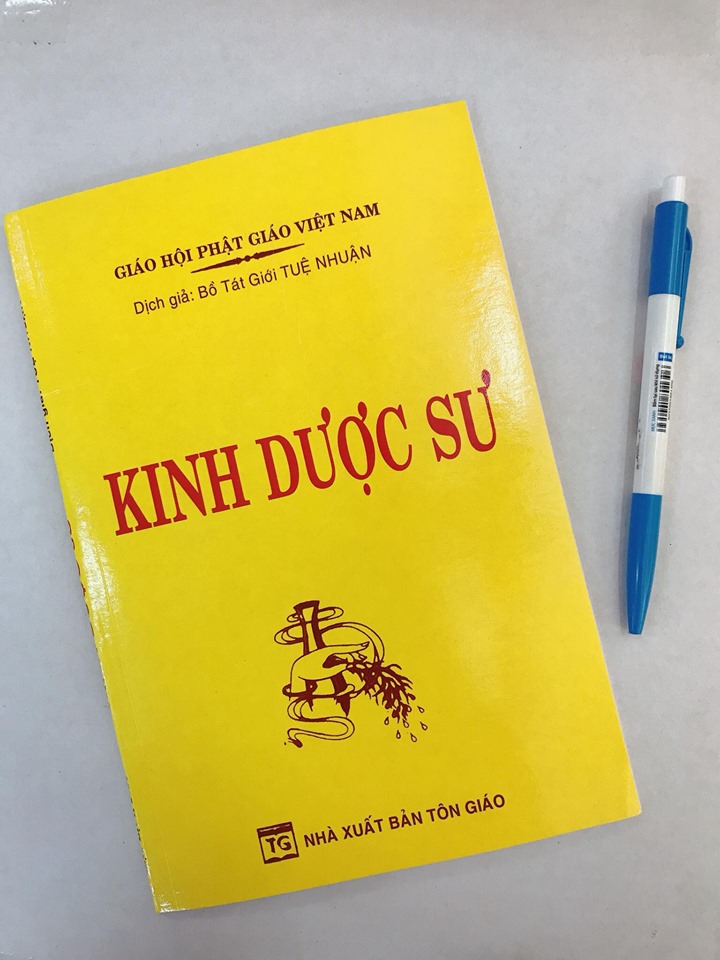 GIÁO HỘI PHẬT GIÁO VIỆT NAM
Dịch giả: Bồ Tát Giới TUỆ NHUẬN
KINH DƯỢC SƯ
TG
NHÀ XUẤT BẢN TÔN GIÁO